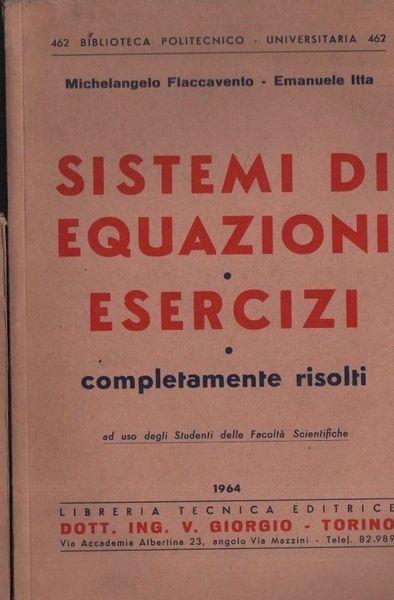 462 BIBLIOTECA POLITECNICO - UNIVERSITARIA 462
Michelangelo Flaccavento - Emanuele Itta
SISTEMI DI
EQUAZIONI
•
ESERCIZI
•
completamente risolti
ad uso degli Studenti delle Facoltà Scientifiche
1964
LIBRERIA TECNICA EDITRICE
DOTT. ING. V. GIORGIO - TORINO
Via Accademia Albertina 23, angolo Via Mazzini - Telef. 82.989